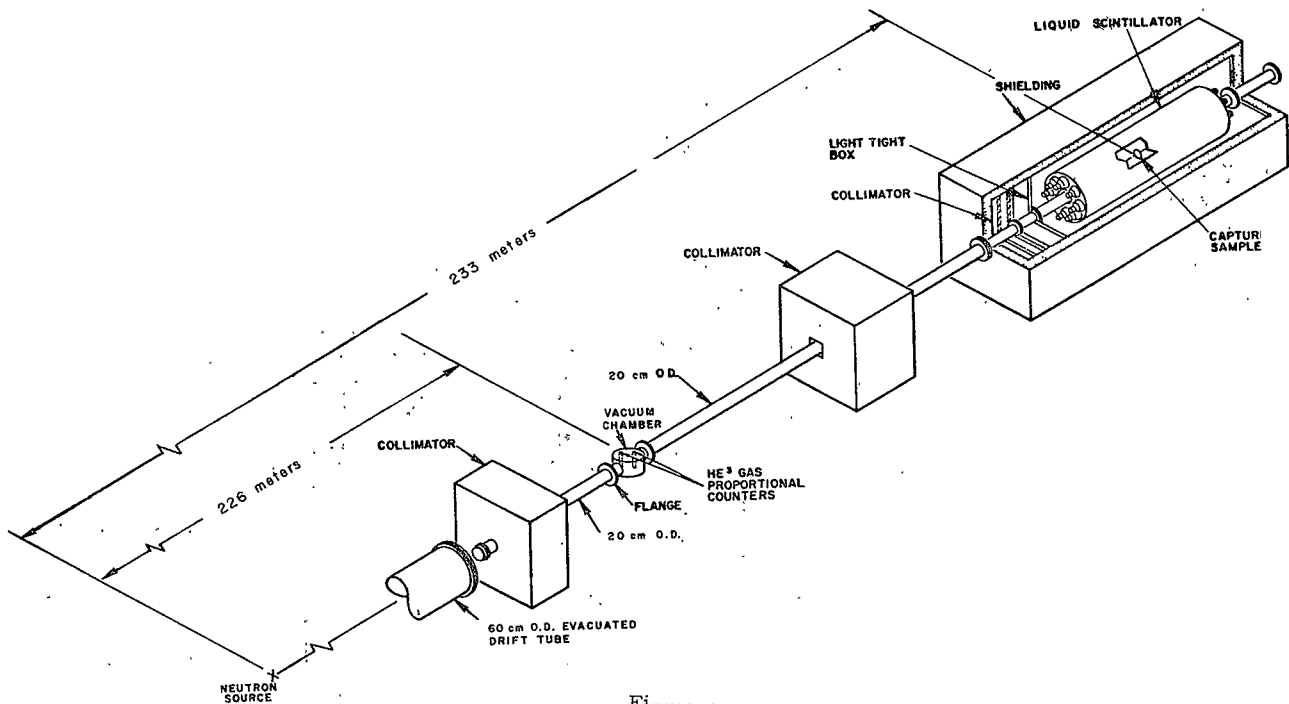 LIQUID SCINTILLATOR
SHIELDING
LIGHT TIGHT
BOX
COLLIMATOR
CAPTUR
SAMPLE
COLLIMATOR
233 meters
20 cm O.D.
VACUUM
CHAMBER
COLLIMATOR
HE³ GAS
PROPORTIONAL
COUNTERS
226 meters
FLANGE
20 cm O.D.
60 cm O.D. EVACUATED
DRIFT TUBE
NEUTRON
SOURCE